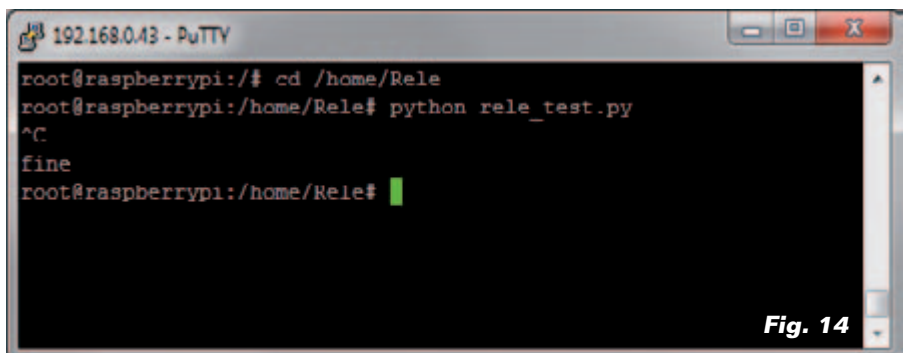 192.168.0.43 - PuTTY
root@raspberrypi:/# cd /home/Rele
root@raspberrypi:/home/Rele# python rele_test.py
^C
fine
root@raspberrypi:/home/Rele#
Fig. 14